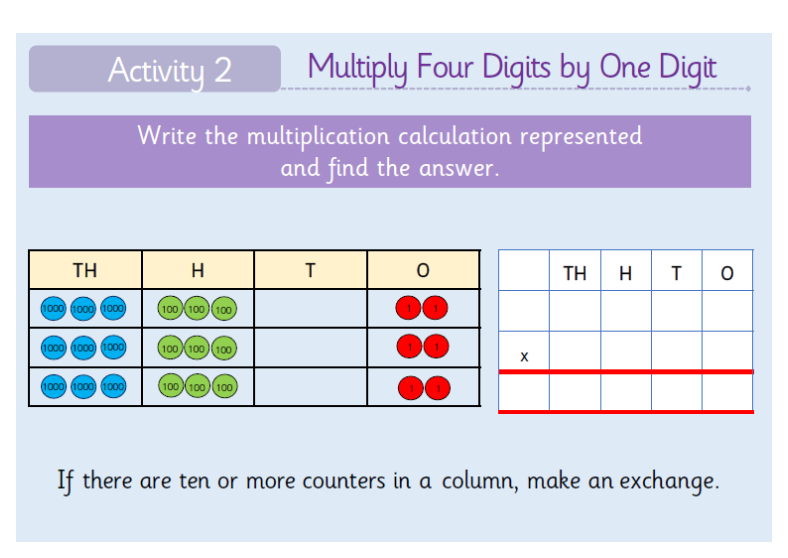 Activity 2
Multiply Four Digits by One Digit
Write the multiplication calculation represented
and find the answer.
TH H T O
1000 1000 1000 100 100 100 1 1
1000 1000 1000 100 100 100 1 1
1000 1000 1000 100 100 100 1 1
TH H T O
x
If there are ten or more counters in a column, make an exchange.